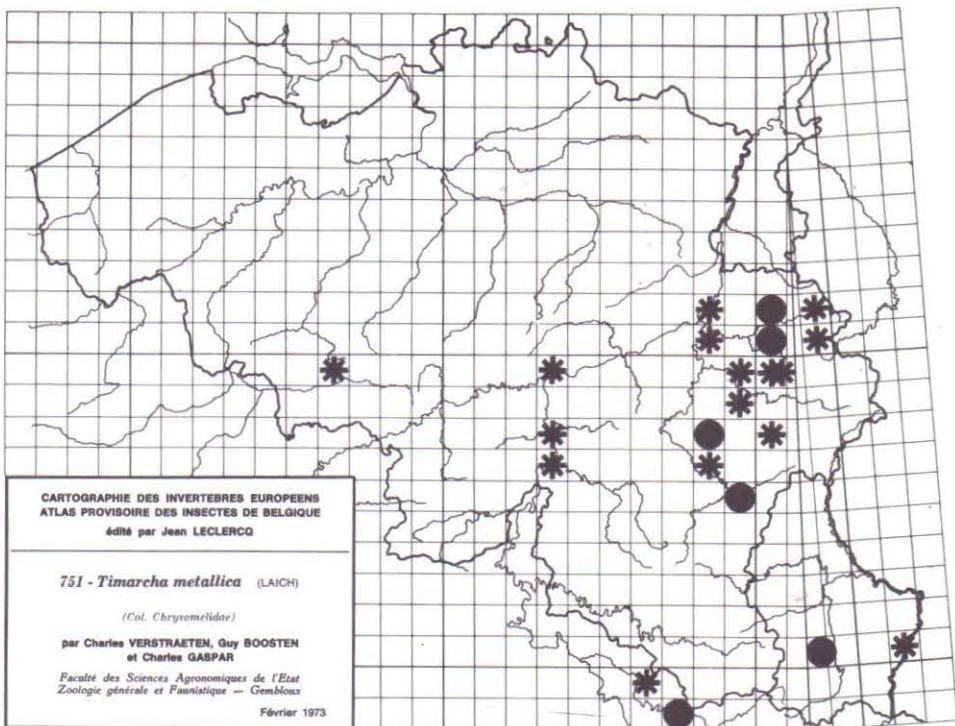 CARTOGRAPHIE DES INVERTEBRES EUROPEENS
ATLAS PROVISOIRE DES INSECTES DE BELGIQUE
édité par Jean LECLERCQ
751 - Timarcha metallica (LAICH)
(Col. Chrysomelidae)
par Charles VERSTRAETEN, Guy BOOSTEN
et Charles GASPAR
Faculté des Sciences Agronomiques de l'Etat
Zoologie générale et Faunistique — Gembloux
Février 1973